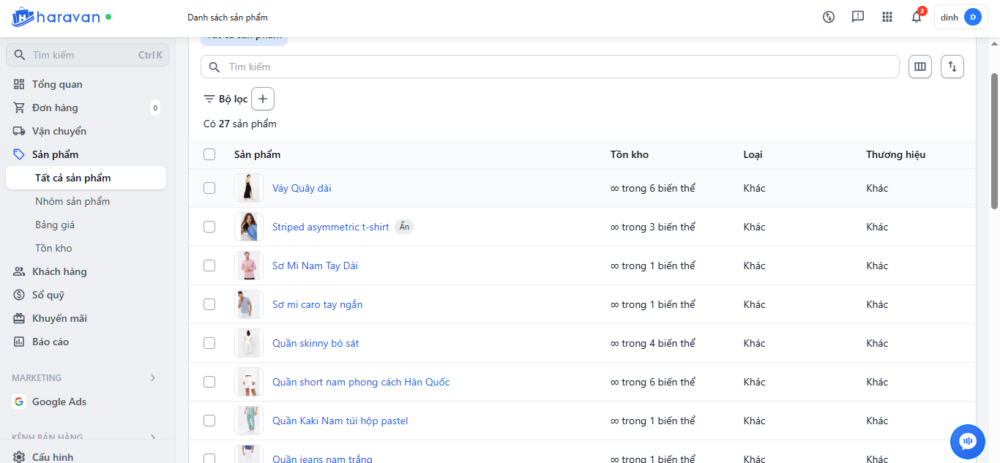 haravan
Danh sách sản phẩm
2
dinh
D
Tìm kiếm
Ctrl K
Tổng quan
Đơn hàng
0
Vận chuyển
Sản phẩm
Tất cả sản phẩm
Nhóm sản phẩm
Bảng giá
Tồn kho
Khách hàng
Sổ quỹ
Khuyến mãi
Báo cáo
MARKETING
Google Ads
KÊNH BÁN HÀNG
Cấu hình
Tất cả sản phẩm
Tìm kiếm
Bộ lọc
Có 27 sản phẩm
Sản phẩm Tồn kho Loại Thương hiệu
Váy Quây dài ∞ trong 6 biến thể Khác Khác
Striped asymmetric t-shirt Ẩn ∞ trong 3 biến thể Khác Khác
Sơ Mi Nam Tay Dài ∞ trong 1 biến thể Khác Khác
Sơ mi caro tay ngắn ∞ trong 1 biến thể Khác Khác
Quần skinny bó sát ∞ trong 4 biến thể Khác Khác
Quần short nam phong cách Hàn Quốc ∞ trong 6 biến thể Khác Khác
Quần Kaki Nam túi hộp pastel ∞ trong 1 biến thể Khác Khác
Quần jeans nam trắng ∞ trong 1 biến thể Khác Khác